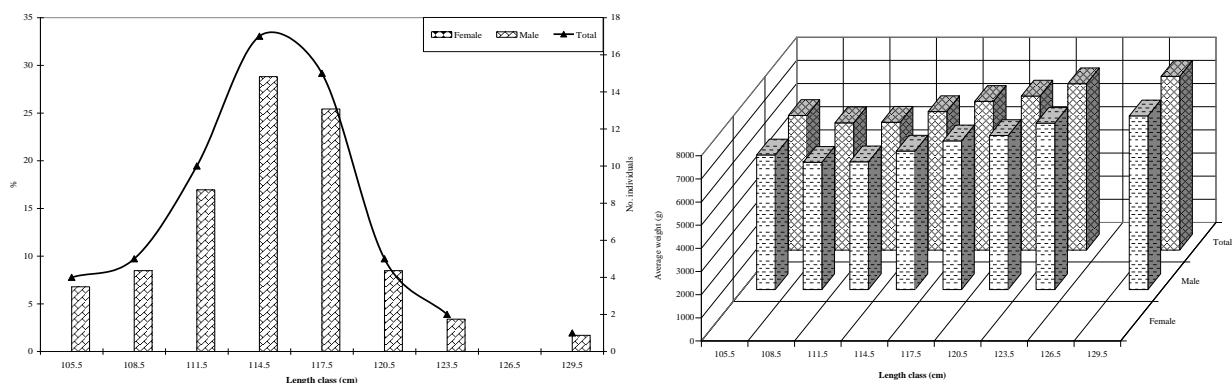 35
30
25
20
15
10
5
0
%
Female Male Total
18
16
14
12
10
8
6
4
2
0
No. individuals
105.5 108.5 111.5 114.5 117.5 120.5 123.5 126.5 129.5
Length class (cm)
8000
7000
6000
5000
4000
3000
2000
1000
0
Average weight (g)
105.5 108.5 111.5 114.5 117.5 120.5 123.5 126.5 129.5
Length class (cm)
Female
Male
Total